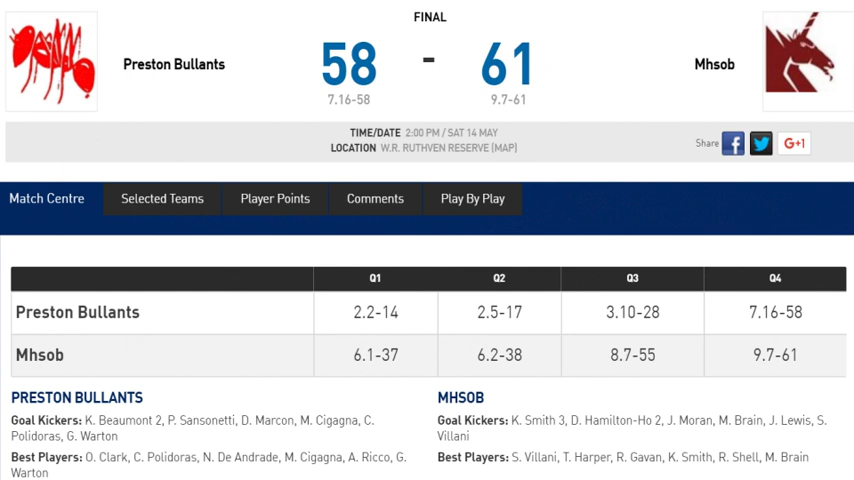 FINAL
Preston Bullants
58 - 61
Mhsob
7.16-58
9.7-61
TIME/DATE 2:00 PM / SAT 14 MAY
LOCATION W.R. RUTHVEN RESERVE (MAP)
Share f G+1
Match Centre Selected Teams Player Points Comments Play By Play
Q1 Q2 Q3 Q4
Preston Bullants 2.2-14 2.5-17 3.10-28 7.16-58
Mhsob 6.1-37 6.2-38 8.7-55 9.7-61
PRESTON BULLANTS
Goal Kickers: K. Beaumont 2, P. Sansonetti, D. Marcon, M. Cigagna, C.
Polidoras, G. Warton
Best Players: O. Clark, C. Polidoras, N. De Andrade, M. Cigagna, A. Ricco, G.
Warton
MHSOB
Goal Kickers: K. Smith 3, D. Hamilton-Ho 2, J. Moran, M. Brain, J. Lewis, S.
Villani
Best Players: S. Villani, T. Harper, R. Gavan, K. Smith, R. Shell, M. Brain